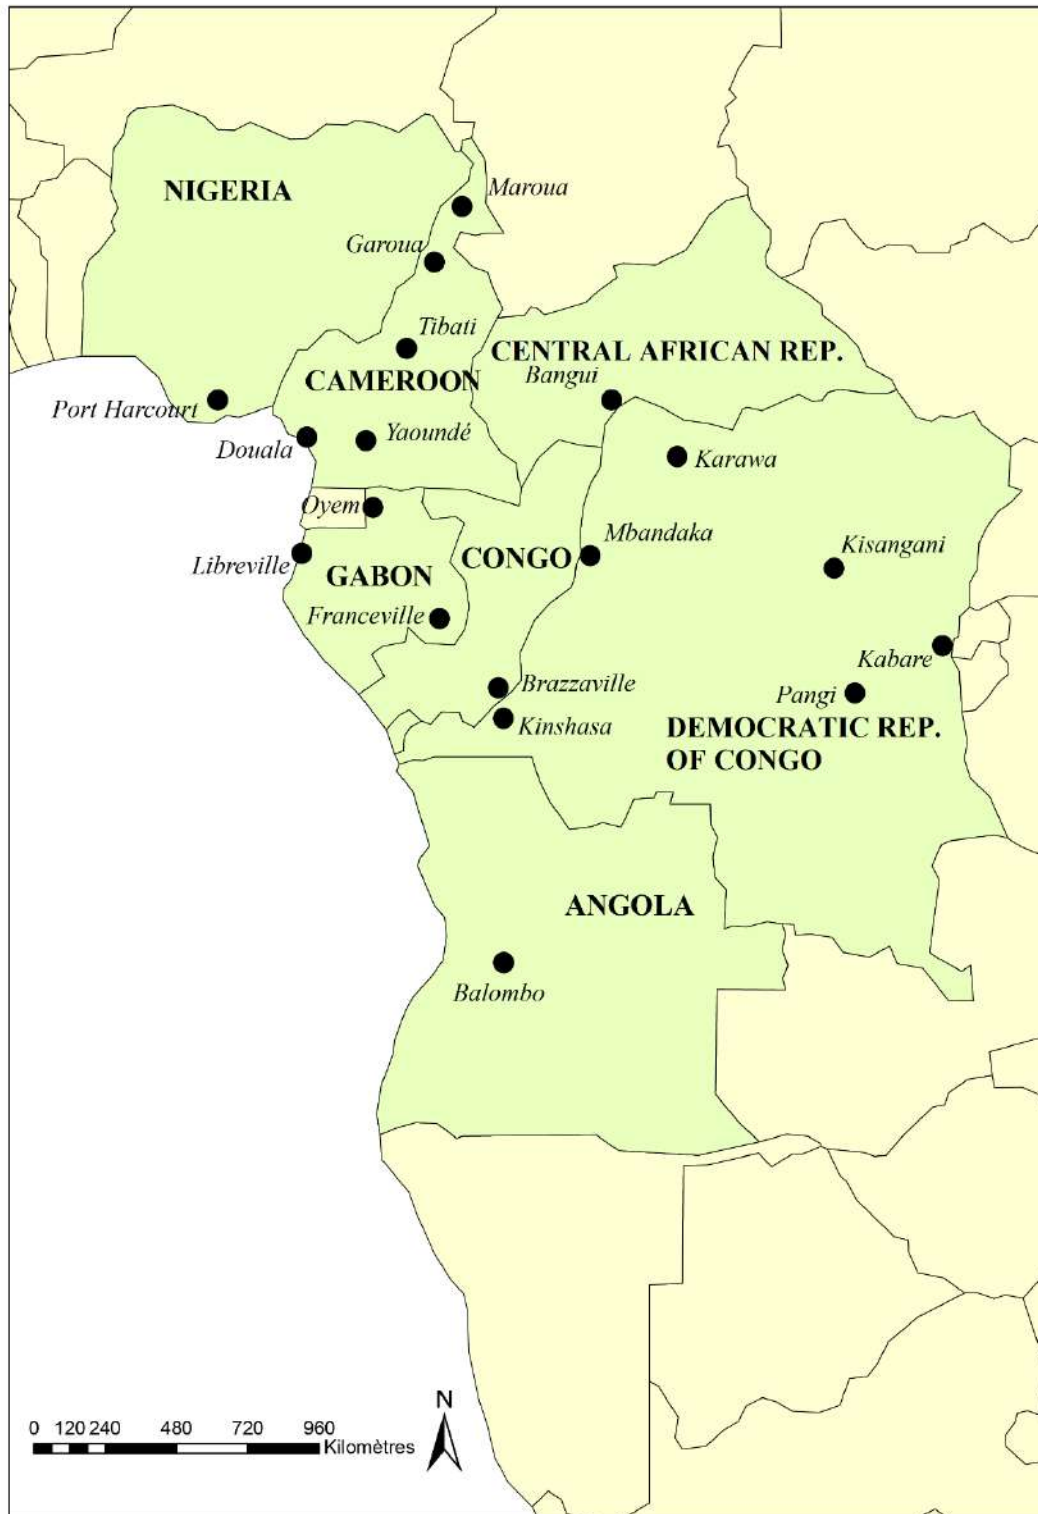 NIGERIA
Maroua
Garoua
Tibati
CENTRAL AFRICAN REP.
CAMEROON
Bangui
Port Harcourt
Douala
Yaoundé
Karawa
Oyem
Mbandaka
Kisangani
CONGO
Libreville
GABON
Franceville
Kabare
Brazzaville
Pangi
Kinshasa
DEMOCRATIC REP.
OF CONGO
ANGOLA
Balombo
N
0 120 240 480 720 960
Kilomètres